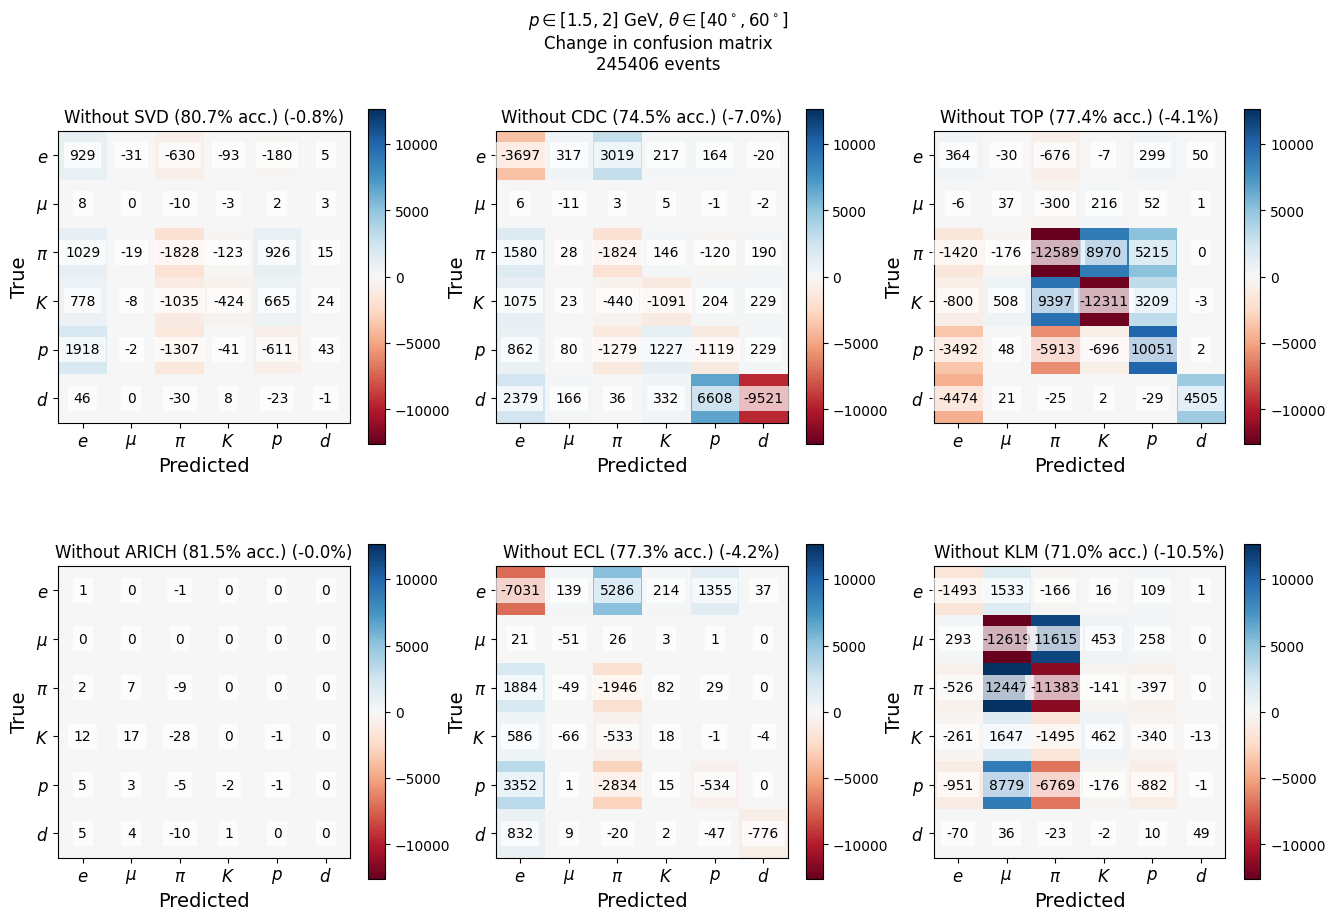 p ∈ [1.5, 2] GeV, θ ∈ [40°, 60°]
Change in confusion matrix
245406 events
Without SVD (80.7% acc.) (-0.8%)
e 929 -31 -630 -93 -180 5
μ 8 0 -10 -3 2 3
π 1029 -19 -1828 -123 926 15
K 778 -8 -1035 -424 665 24
p 1918 -2 -1307 -41 -611 43
d 46 0 -30 8 -23 -1
e μ π K p d
True
Predicted
10000
5000
0
−5000
−10000
Without CDC (74.5% acc.) (-7.0%)
e -3697 317 3019 217 164 -20
μ 6 -11 3 5 -1 -2
π 1580 28 -1824 146 -120 190
K 1075 23 -440 -1091 204 229
p 862 80 -1279 1227 -1119 229
d 2379 166 36 332 6608 -9521
e μ π K p d
True
Predicted
10000
5000
0
−5000
−10000
Without TOP (77.4% acc.) (-4.1%)
e 364 -30 -676 -7 299 50
μ -6 37 -300 216 52 1
π -1420 -176 -12589 8970 5215 0
K -800 508 9397 -12311 3209 -3
p -3492 48 -5913 -696 10051 2
d -4474 21 -25 2 -29 4505
e μ π K p d
True
Predicted
10000
5000
0
−5000
−10000
Without ARICH (81.5% acc.) (-0.0%)
e 1 0 -1 0 0 0
μ 0 0 0 0 0 0
π 2 7 -9 0 0 0
K 12 17 -28 0 -1 0
p 5 3 -5 -2 -1 0
d 5 4 -10 1 0 0
e μ π K p d
True
Predicted
10000
5000
0
−5000
−10000
Without ECL (77.3% acc.) (-4.2%)
e -7031 139 5286 214 1355 37
μ 21 -51 26 3 1 0
π 1884 -49 -1946 82 29 0
K 586 -66 -533 18 -1 -4
p 3352 1 -2834 15 -534 0
d 832 9 -20 2 -47 -776
e μ π K p d
True
Predicted
10000
5000
0
−5000
−10000
Without KLM (71.0% acc.) (-10.5%)
e -1493 1533 -166 16 109 1
μ 293 -12619 11615 453 258 0
π -526 12447 -11383 -141 -397 0
K -261 1647 -1495 462 -340 -13
p -951 8779 -6769 -176 -882 -1
d -70 36 -23 -2 10 49
e μ π K p d
True
Predicted
10000
5000
0
−5000
−10000